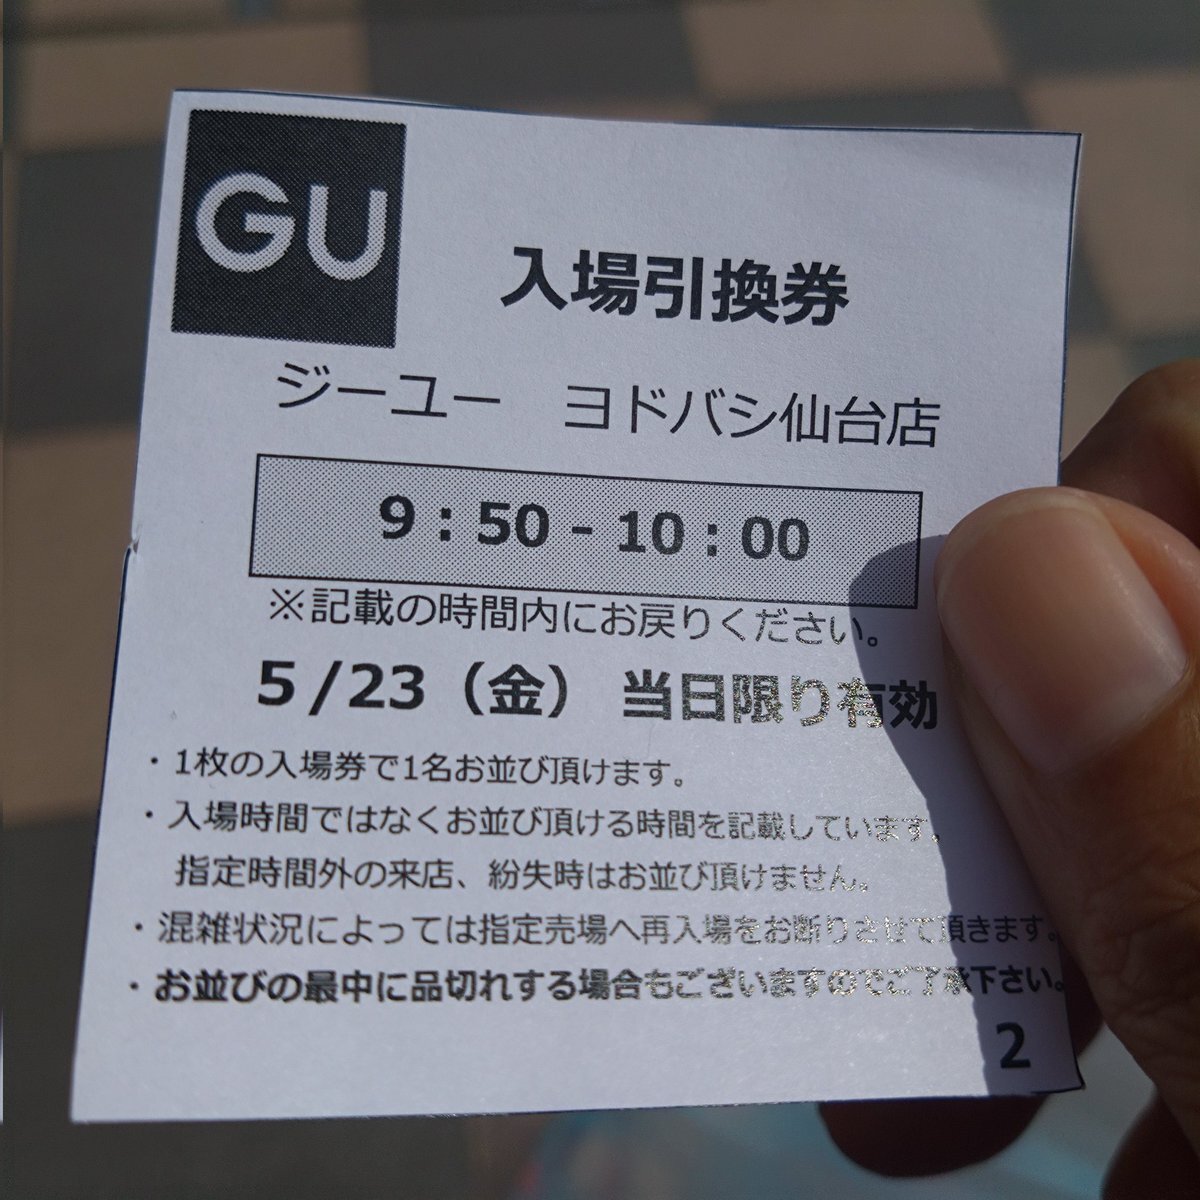 GU
入場引換券
ジーユー　ヨドバシ仙台店
9：50 - 10：00
※記載の時間内にお戻りください。
5/23（金） 当日限り有効
・1枚の入場券で1名お並び頂けます。
・入場時間ではなくお並び頂ける時間を記載しています。
指定時間外の来店、紛失時はお並び頂けません。
・混雑状況によっては指定売場へ再入場をお断りさせて頂きます。
・お並びの最中に品切れする場合もございますのでご了承下さい。
2